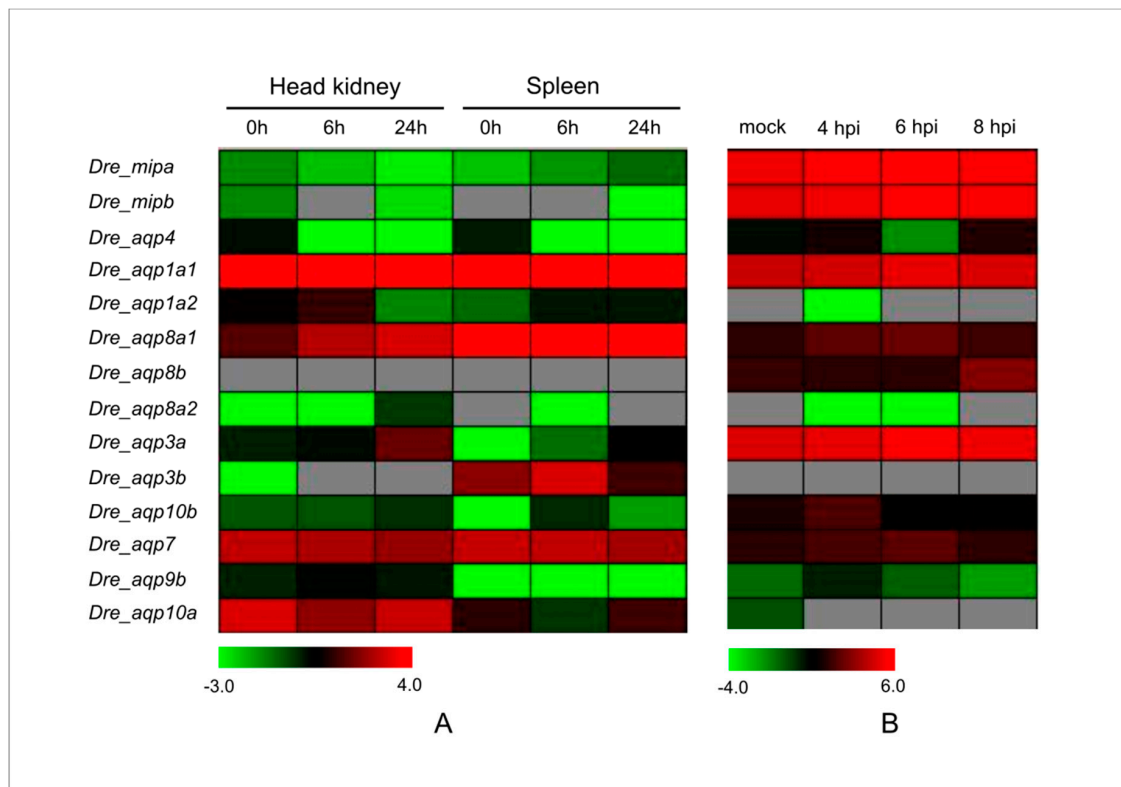 Head kidney Spleen
0h 6h 24h 0h 6h 24h mock 4 hpi 6 hpi 8 hpi
Dre_mipa
Dre_mipb
Dre_aqp4
Dre_aqp1a1
Dre_aqp1a2
Dre_aqp8a1
Dre_aqp8b
Dre_aqp8a2
Dre_aqp3a
Dre_aqp3b
Dre_aqp10b
Dre_aqp7
Dre_aqp9b
Dre_aqp10a
-3.0 4.0 -4.0 6.0
A B